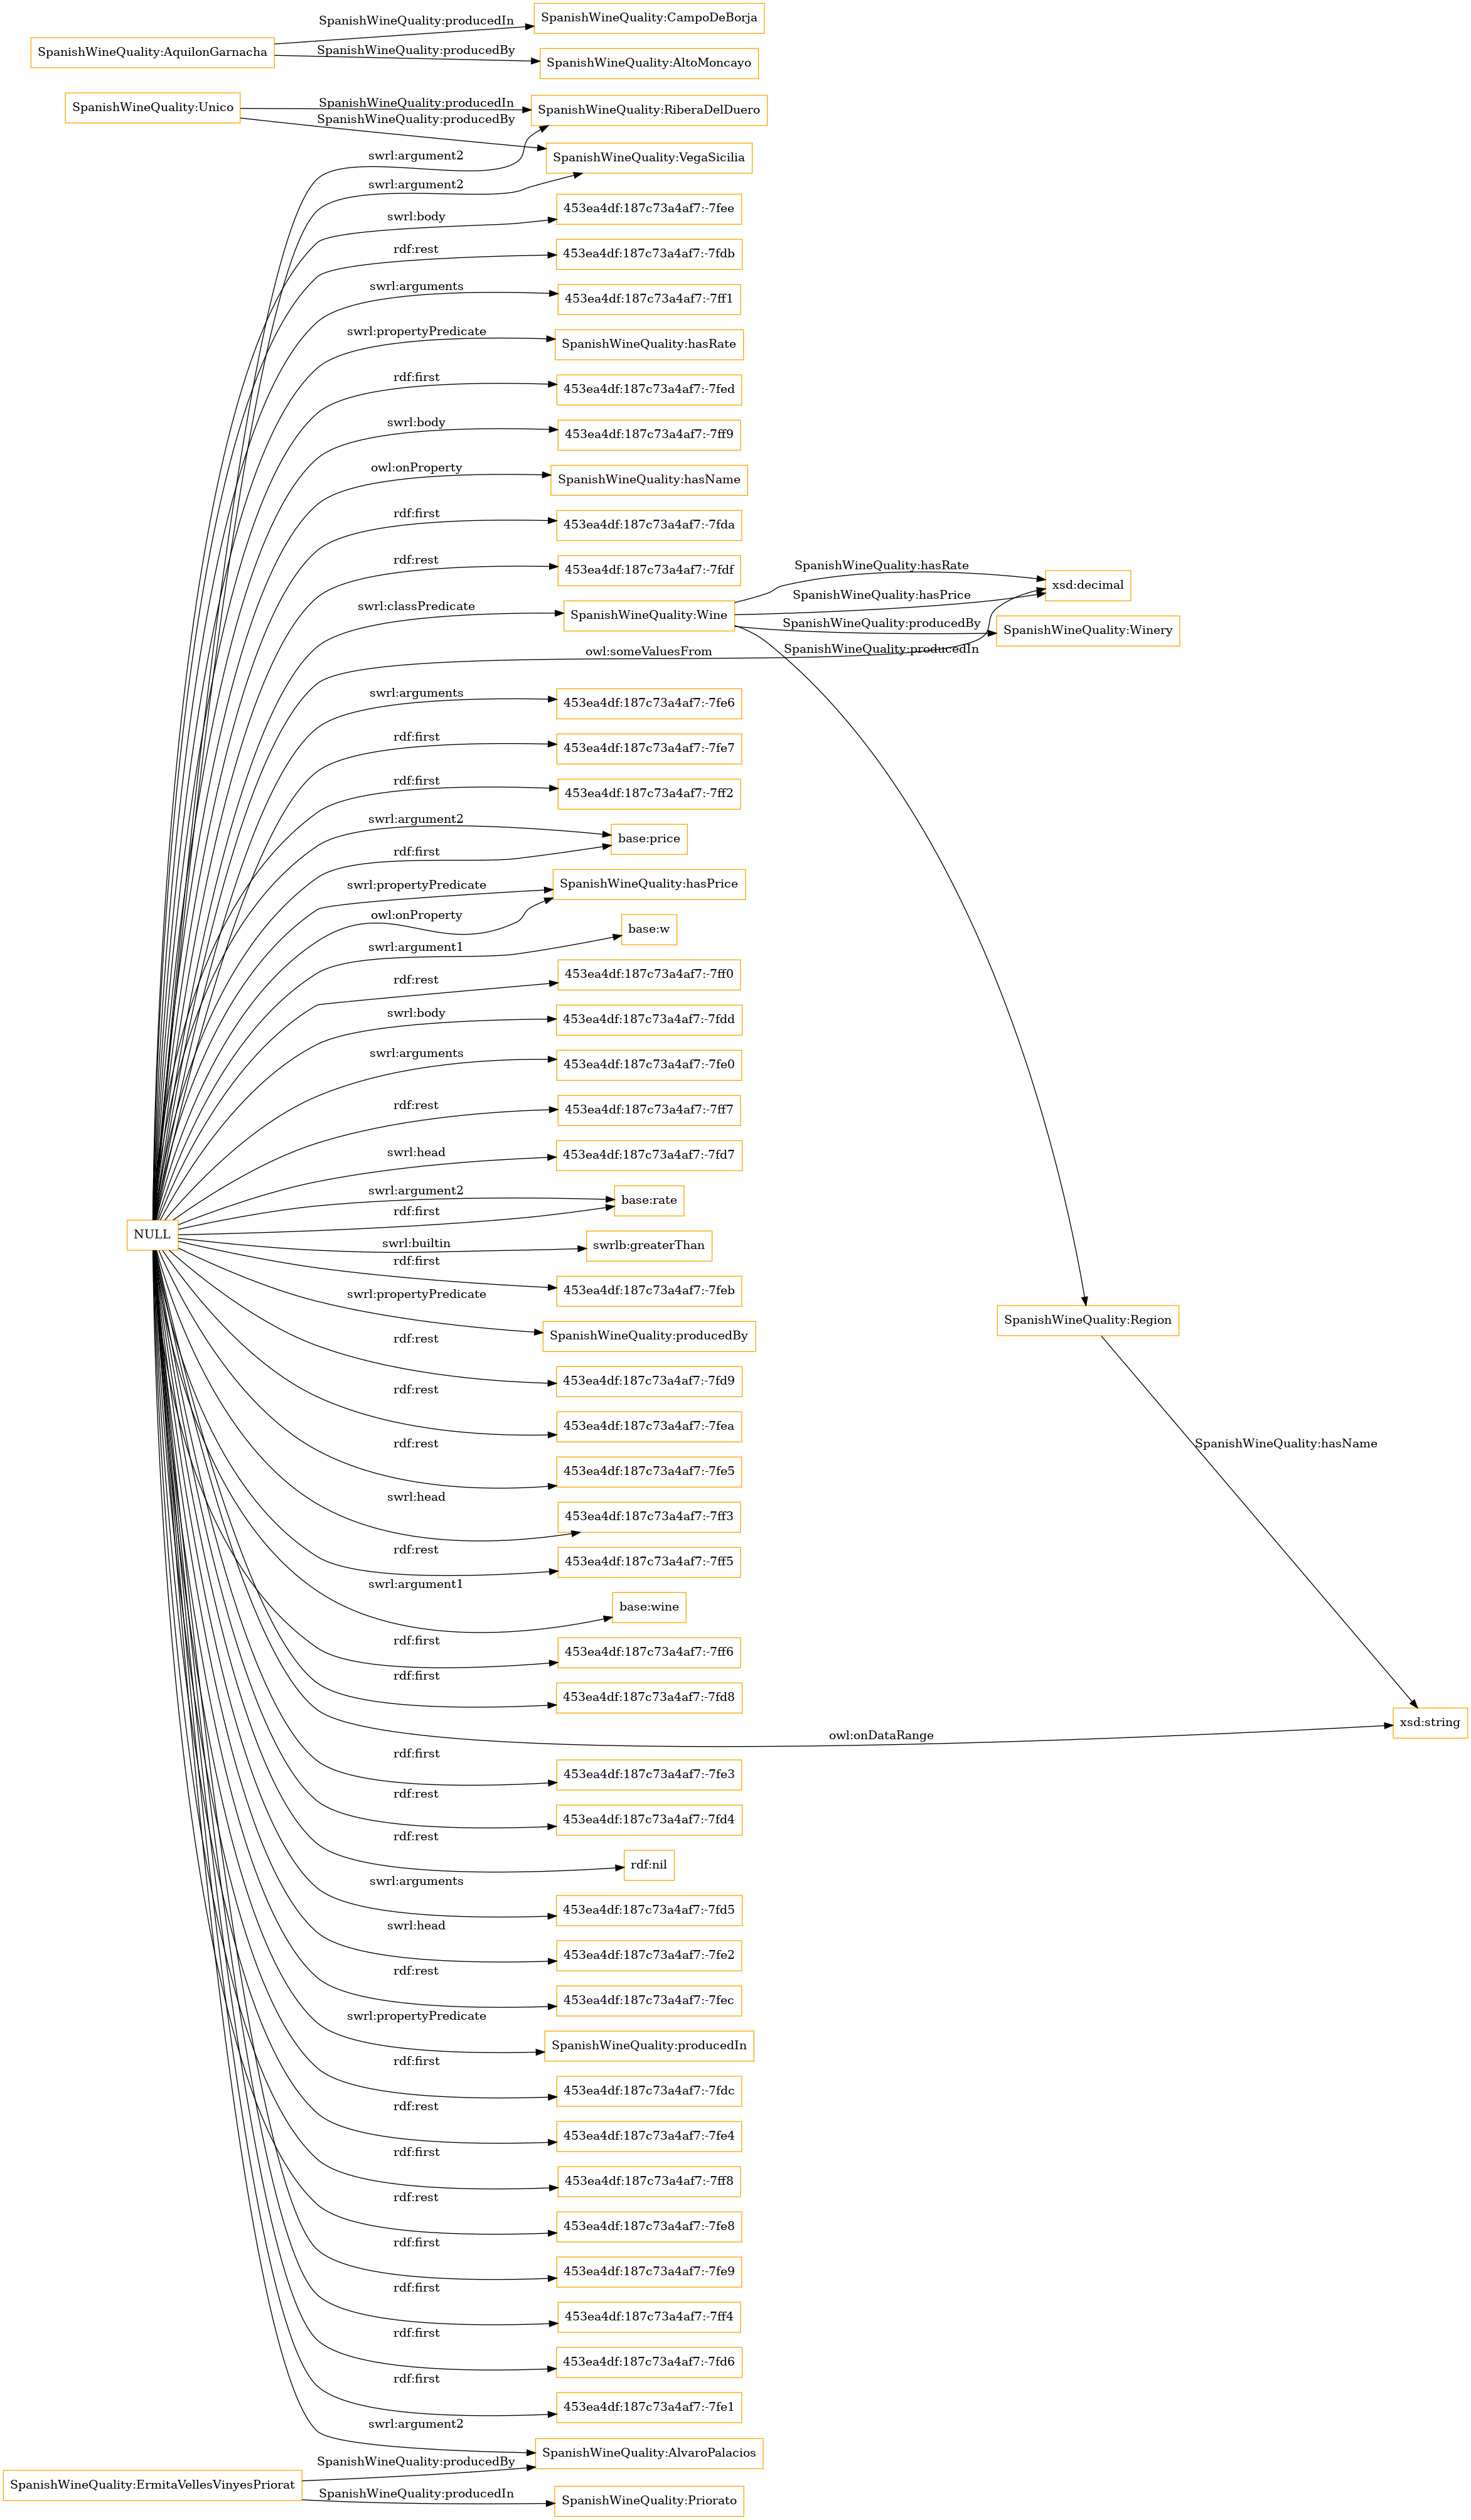 SpanishWineQuality:producedIn
SpanishWineQuality:CampoDeBorja
SpanishWineQuality:AquilonGarnacha
SpanishWineQuality:producedBy
SpanishWineQuality:AltoMoncayo
SpanishWineQuality:Unico
SpanishWineQuality:producedIn
SpanishWineQuality:RiberaDelDuero
SpanishWineQuality:producedBy
swrl:argument2
SpanishWineQuality:VegaSicilia
swrl:argument2
swrl:body
453ea4df:187c73a4af7:-7fee
rdf:rest
453ea4df:187c73a4af7:-7fdb
swrl:arguments
453ea4df:187c73a4af7:-7ff1
swrl:propertyPredicate
SpanishWineQuality:hasRate
rdf:first
453ea4df:187c73a4af7:-7fed
swrl:body
453ea4df:187c73a4af7:-7ff9
owl:onProperty
SpanishWineQuality:hasName
rdf:first
453ea4df:187c73a4af7:-7fda
rdf:rest
453ea4df:187c73a4af7:-7fdf
SpanishWineQuality:hasRate
xsd:decimal
swrl:classPredicate
SpanishWineQuality:Wine
SpanishWineQuality:hasPrice
SpanishWineQuality:producedBy
SpanishWineQuality:Winery
owl:someValuesFrom
SpanishWineQuality:producedIn
swrl:arguments
453ea4df:187c73a4af7:-7fe6
rdf:first
453ea4df:187c73a4af7:-7fe7
rdf:first
453ea4df:187c73a4af7:-7ff2
swrl:argument2
base:price
rdf:first
swrl:propertyPredicate
SpanishWineQuality:hasPrice
owl:onProperty
base:w
swrl:argument1
rdf:rest
453ea4df:187c73a4af7:-7ff0
swrl:body
453ea4df:187c73a4af7:-7fdd
swrl:arguments
453ea4df:187c73a4af7:-7fe0
rdf:rest
453ea4df:187c73a4af7:-7ff7
swrl:head
453ea4df:187c73a4af7:-7fd7
swrl:argument2
base:rate
rdf:first
NULL
swrl:builtin
swrlb:greaterThan
rdf:first
453ea4df:187c73a4af7:-7feb
swrl:propertyPredicate
SpanishWineQuality:producedBy
SpanishWineQuality:Region
rdf:rest
453ea4df:187c73a4af7:-7fd9
rdf:rest
453ea4df:187c73a4af7:-7fea
rdf:rest
SpanishWineQuality:hasName
453ea4df:187c73a4af7:-7fe5
swrl:head
453ea4df:187c73a4af7:-7ff3
rdf:rest
453ea4df:187c73a4af7:-7ff5
swrl:argument1
base:wine
rdf:first
453ea4df:187c73a4af7:-7ff6
rdf:first
453ea4df:187c73a4af7:-7fd8
owl:onDataRange
xsd:string
rdf:first
453ea4df:187c73a4af7:-7fe3
rdf:rest
453ea4df:187c73a4af7:-7fd4
rdf:rest
rdf:nil
swrl:arguments
453ea4df:187c73a4af7:-7fd5
swrl:head
453ea4df:187c73a4af7:-7fe2
rdf:rest
453ea4df:187c73a4af7:-7fec
swrl:propertyPredicate
SpanishWineQuality:producedIn
rdf:first
453ea4df:187c73a4af7:-7fdc
rdf:rest
453ea4df:187c73a4af7:-7fe4
rdf:first
453ea4df:187c73a4af7:-7ff8
rdf:rest
453ea4df:187c73a4af7:-7fe8
rdf:first
453ea4df:187c73a4af7:-7fe9
rdf:first
453ea4df:187c73a4af7:-7ff4
rdf:first
453ea4df:187c73a4af7:-7fd6
rdf:first
453ea4df:187c73a4af7:-7fe1
swrl:argument2
SpanishWineQuality:AlvaroPalacios
SpanishWineQuality:producedBy
SpanishWineQuality:ErmitaVellesVinyesPriorat
SpanishWineQuality:producedIn
SpanishWineQuality:Priorato